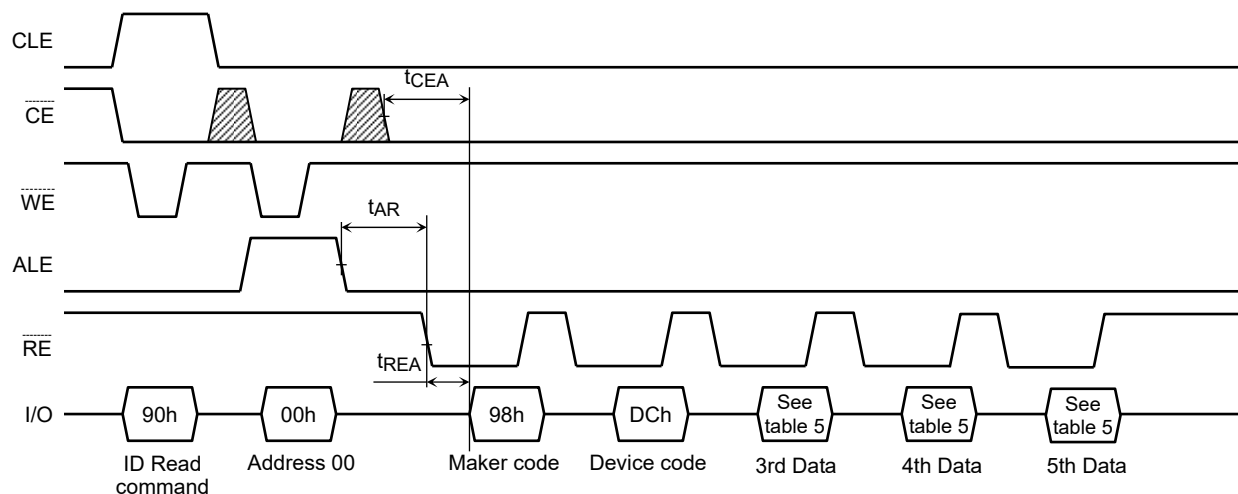 CLE
tCEA
CE
WE
tAR
ALE
RE
tREA
I/O
90h
00h
98h
DCh
See
table 5
See
table 5
See
table 5
ID Read
command
Address 00
Maker code
Device code
3rd Data
4th Data
5th Data